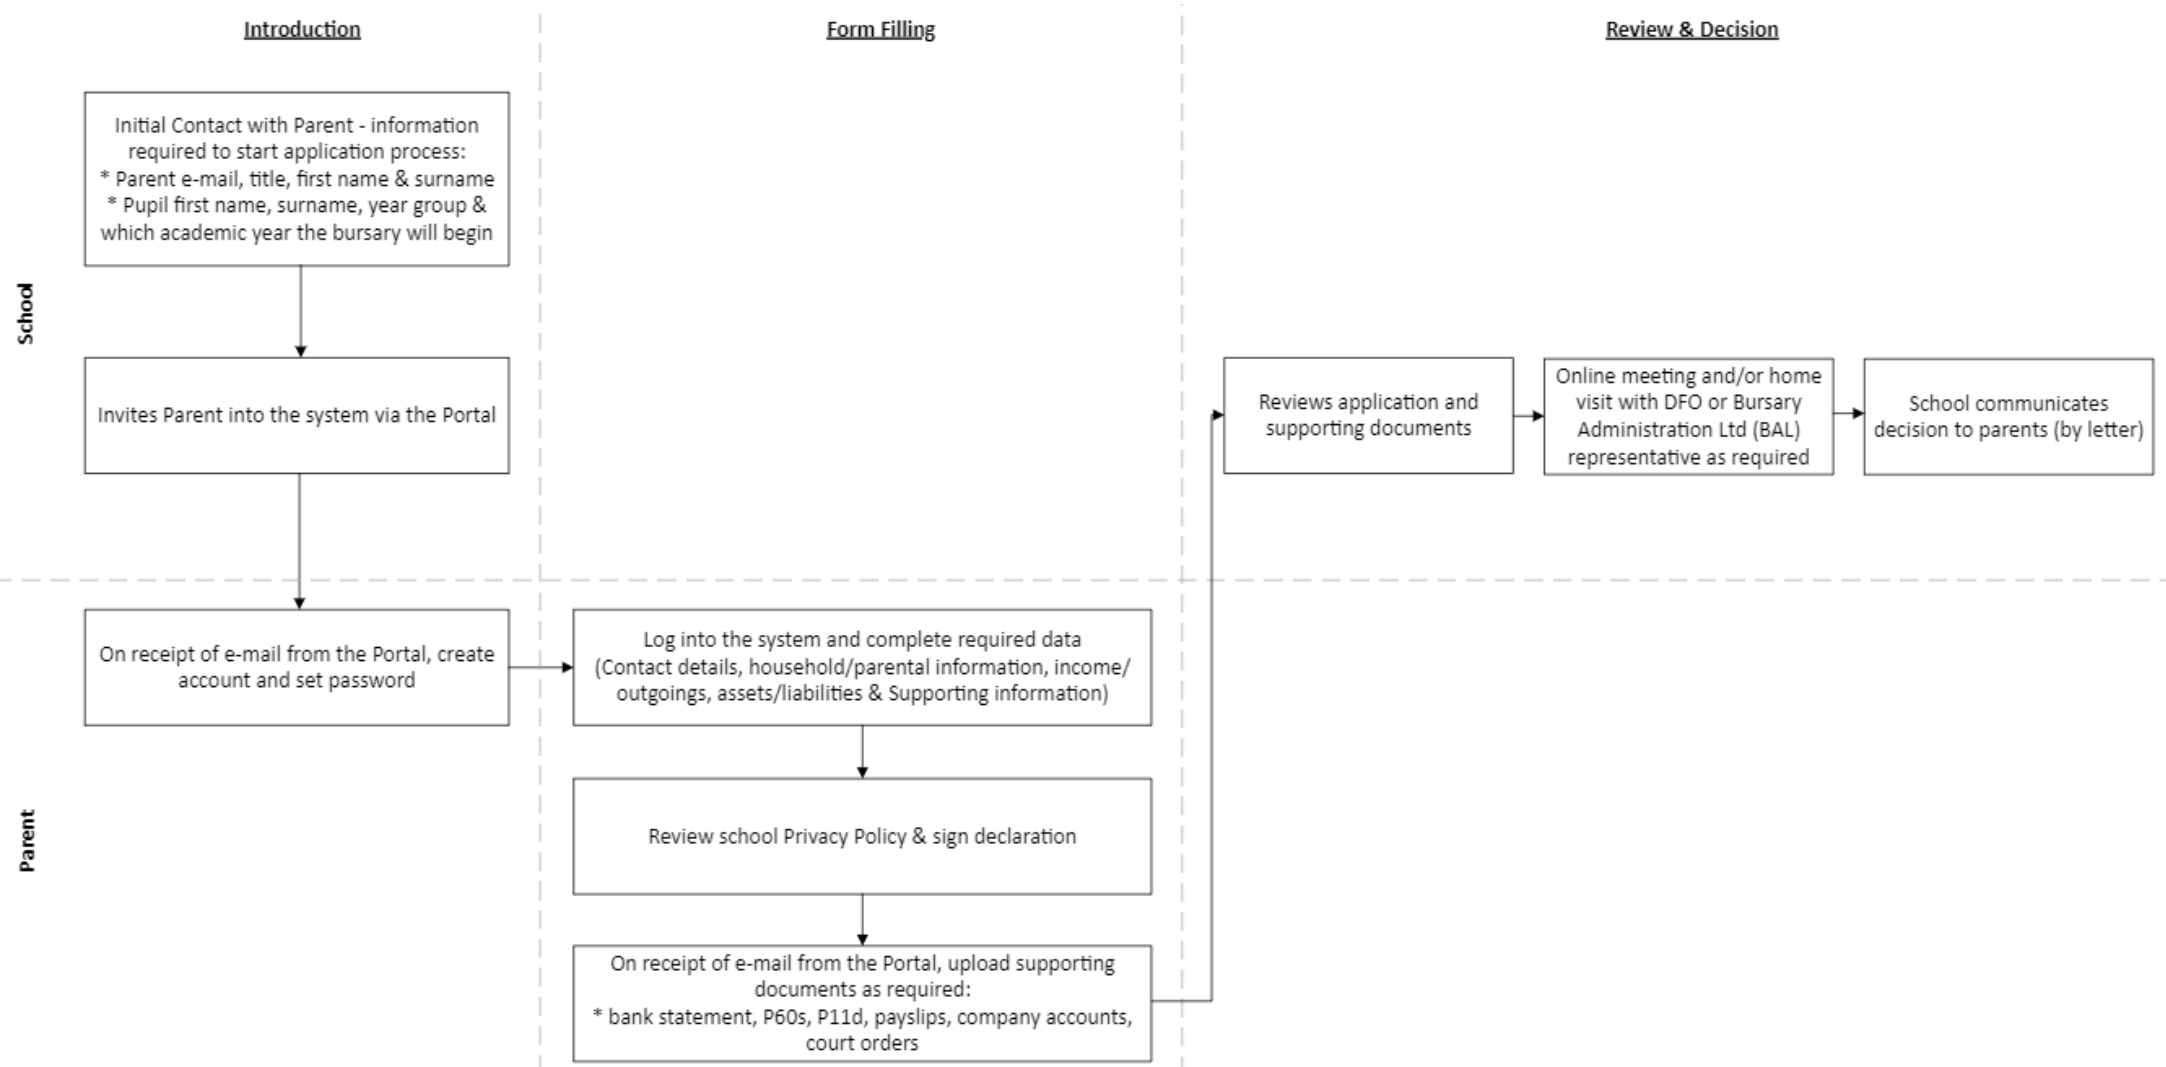 Introduction
Form Filling
Review & Decision
School
Initial Contact with Parent - information
required to start application process:
* Parent e-mail, title, first name & surname
* Pupil first name, surname, year group &
which academic year the bursary will begin
Invites Parent into the system via the Portal
Reviews application and
supporting documents
Online meeting and/or home
visit with DFO or Bursary
Administration Ltd (BAL)
representative as required
School communicates
decision to parents (by letter)
Parent
On receipt of e-mail from the Portal, create
account and set password
Log into the system and complete required data
(Contact details, household/parental information, income/
outgoings, assets/liabilities & Supporting information)
Review school Privacy Policy & sign declaration
On receipt of e-mail from the Portal, upload supporting
documents as required:
* bank statement, P60s, P11d, payslips, company accounts,
court orders